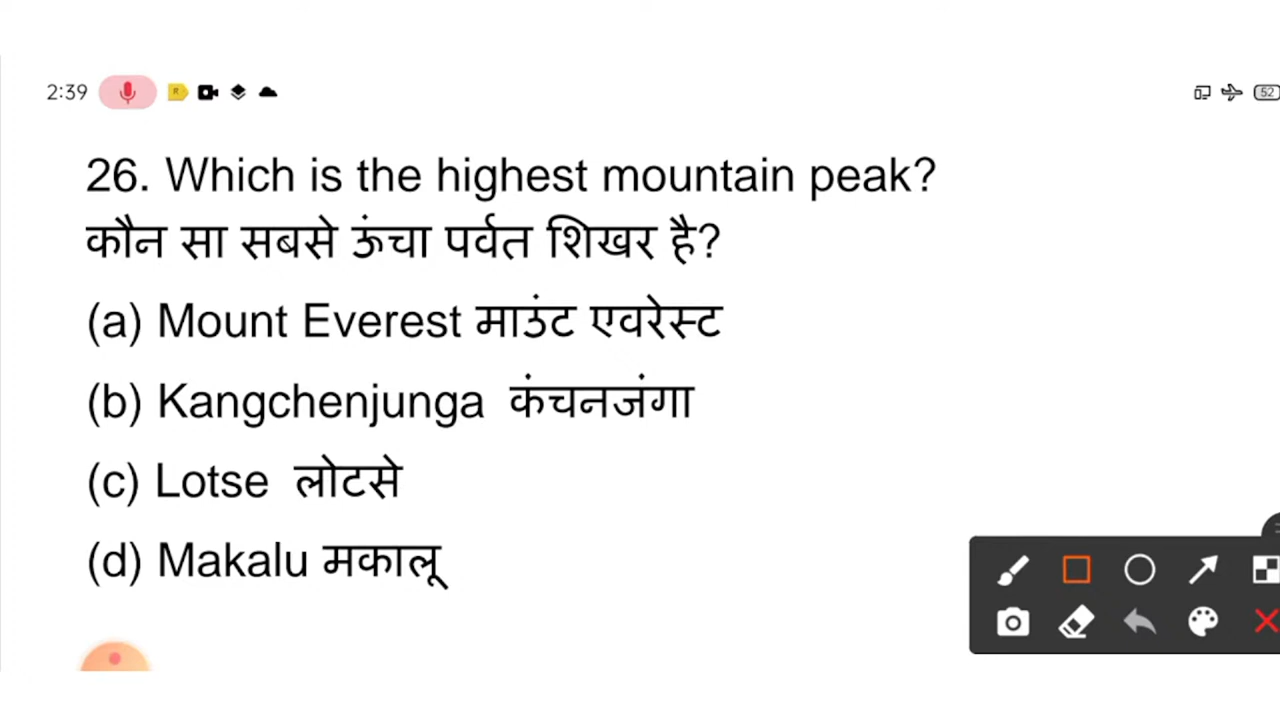 2:39
R
52
26. Which is the highest mountain peak?
कौन सा सबसे ऊंचा पर्वत शिखर है?
(a) Mount Everest माउंट एवरेस्ट
(b) Kangchenjunga कंचनजंगा
(c) Lotse लोटसे
(d) Makalu मकालू